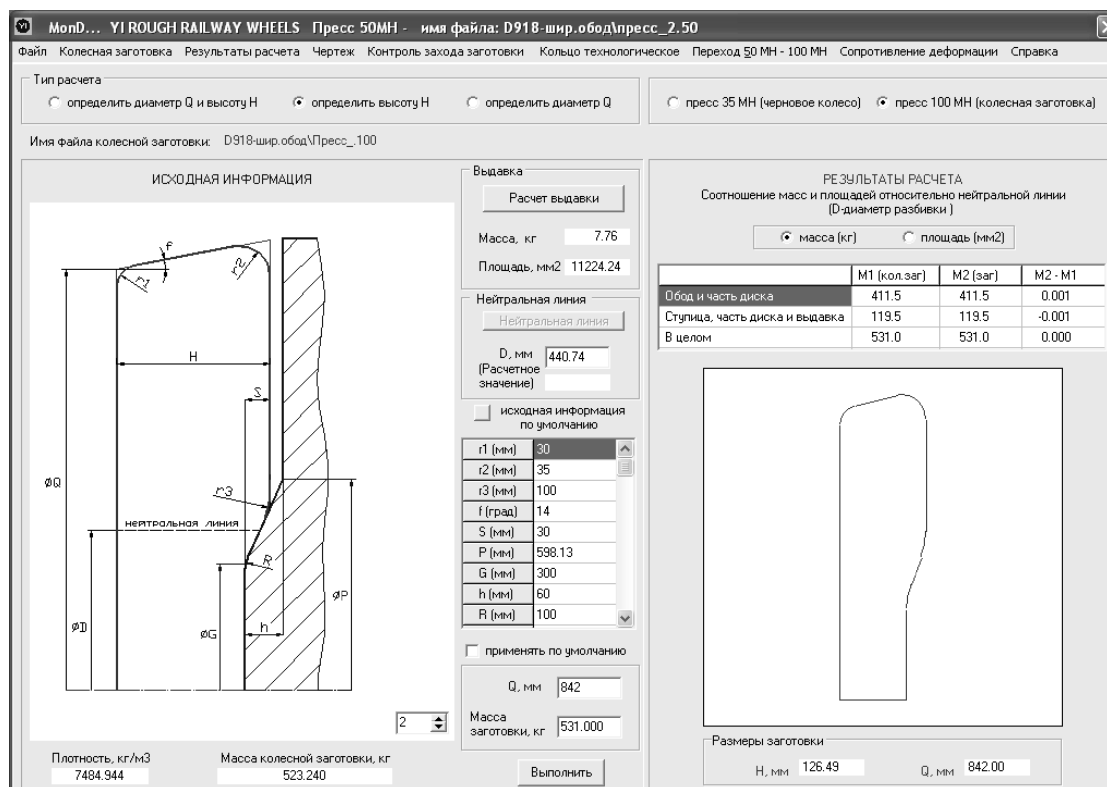 MonD... YI ROUGH RAILWAY WHEELS Пресс 50МН - имя файла: D918-шир.обод\пресс_2.50
Файл Колесная заготовка Результаты расчета Чертеж Контроль захода заготовки Кольцо технологическое Переход 50 МН - 100 МН Сопротивление деформации Справка
Тип расчета
определить диаметр Q и высоту H определить высоту H определить диаметр Q
пресс 35 МН (черновое колесо) пресс 100 МН (колесная заготовка)
Имя файла колесной заготовки: D918-шир.обод\Пресс_.100
ИСХОДНАЯ ИНФОРМАЦИЯ
f
r1
r2
H
S
øQ
r3
нейтральная линия
R
øP
øD
øG
h
2
Плотность, кг/м3
7484.944
Масса колесной заготовки, кг
523.240
Выдавка
Расчет выдавки
Масса, кг 7.76
Площадь, мм2 11224.24
Нейтральная линия
Нейтральная линия
D, мм 440.74
(Расчетное
значение)
исходная информация
по умолчанию
r1 (мм) 30
r2 (мм) 35
r3 (мм) 100
f (град) 14
S (мм) 30
P (мм) 598.13
G (мм) 300
h (мм) 60
R (мм) 100
применять по умолчанию
Q, мм 842
Масса
заготовки, кг 531.000
Выполнить
РЕЗУЛЬТАТЫ РАСЧЕТА
Соотношение масс и площадей относительно нейтральной линии
(D-диаметр разбивки )
масса (кг) площадь (мм2)
M1 (кол.заг) M2 (заг) M2 - M1
Обод и часть диска 411.5 411.5 0.001
Ступица, часть диска и выдавка 119.5 119.5 -0.001
В целом 531.0 531.0 0.000
Размеры заготовки
H, мм 126.49 Q, мм 842.00